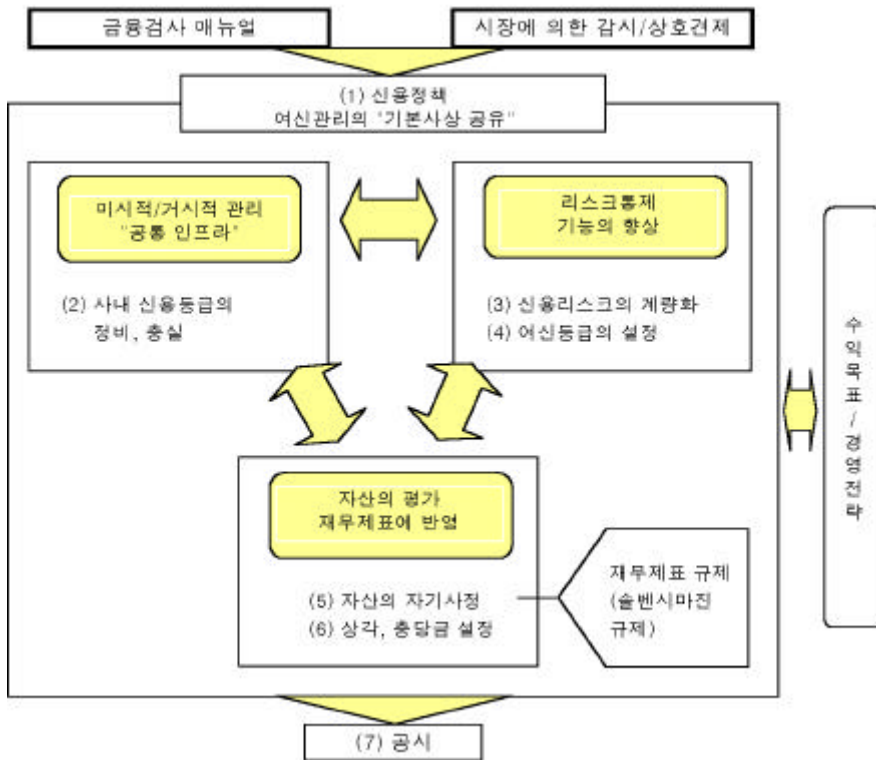 금융검사 매뉴얼
시장에 의한 감시/상호견제
(1) 신용정책
여신관리의 "기본사상 공유"
미시적/거시적 관리
"공통 인프라"
(2) 사내 신용등급의
정비, 충실
리스크통제
기능의 향상
(3) 신용리스크의 계량화
(4) 여신등급의 설정
수익목표/경영전략
자산의 평가
재무제표에 반영
(5) 자산의 자기사정
(6) 상각, 충당금 설정
재무제표 규제
(솔벤시마진
규제)
(7) 공시